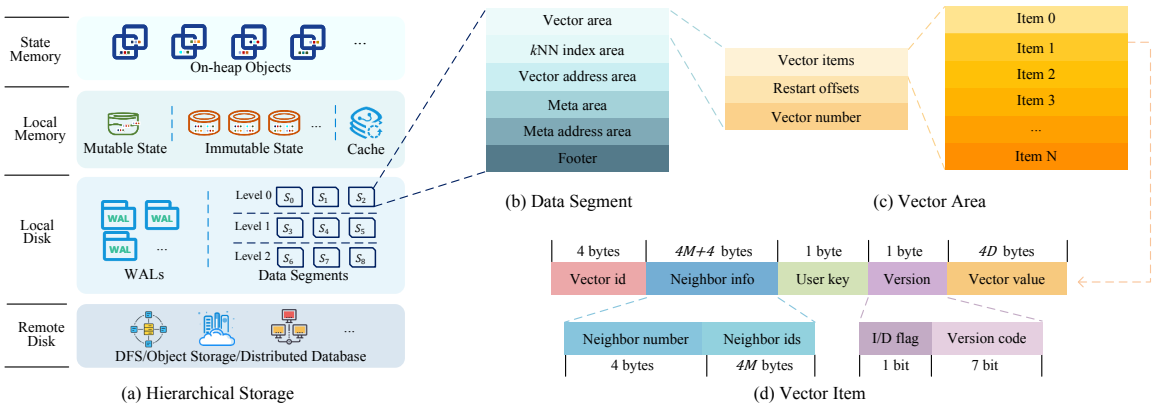 State
Memory
On-heap Objects
...
Local
Memory
Mutable State
Immutable State
...
Cache
Local
Disk
WAL
WAL
WAL
...
WALs
Level 0
S0
S1
S2
Level 1
S3
S4
S5
Level 2
S6
S7
S8
Data Segments
Remote
Disk
...
DFS/Object Storage/Distributed Database
(a) Hierarchical Storage
Vector area
kNN index area
Vector address area
Meta area
Meta address area
Footer
(b) Data Segment
Vector items
Restart offsets
Vector number
Item 0
Item 1
Item 2
Item 3
...
Item N
(c) Vector Area
4 bytes
4M+4 bytes
1 byte
1 byte
4D bytes
Vector id
Neighbor info
User key
Version
Vector value
Neighbor number
Neighbor ids
I/D flag
Version code
4 bytes
4M bytes
1 bit
7 bit
(d) Vector Item